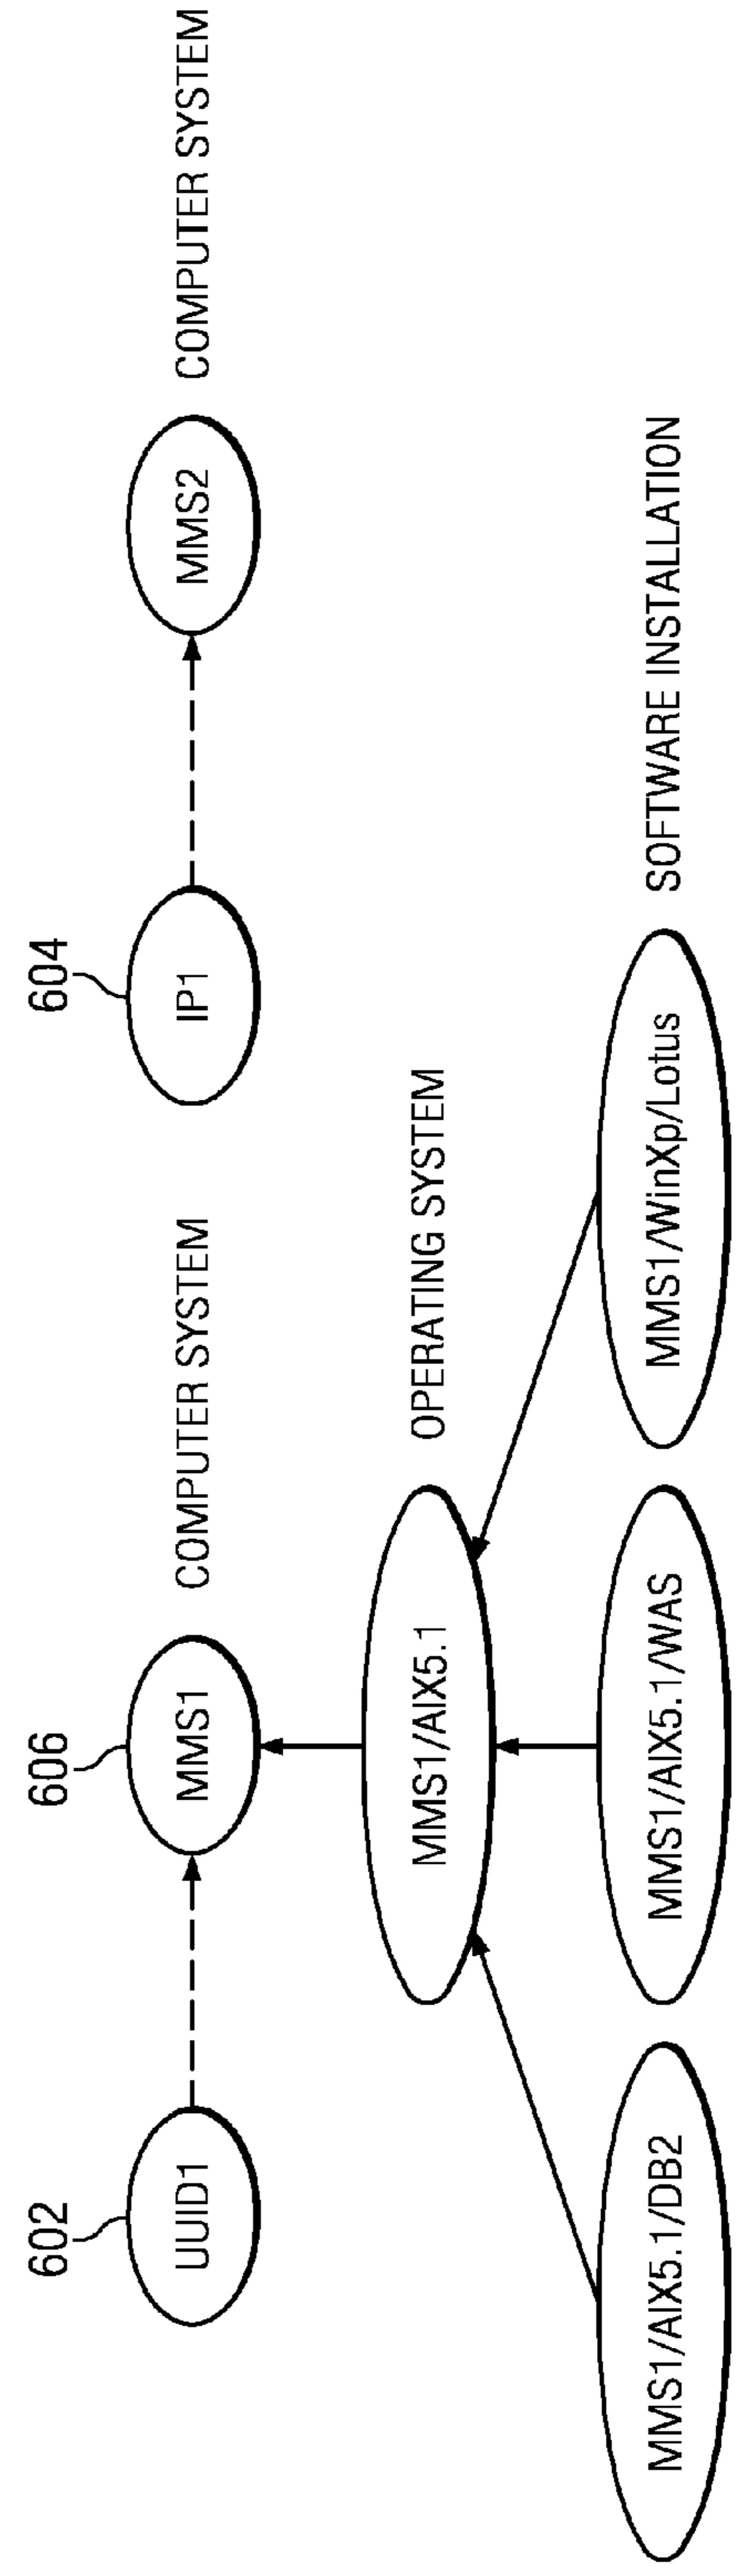 602
606
604
UUID1
MMS1
COMPUTER SYSTEM
IP1
MMS2
COMPUTER SYSTEM
MMS1/AIX5.1
OPERATING SYSTEM
MMS1/AIX5.1/DB2
MMS1/AIX5.1/WAS
MMS1/WinXp/Lotus
SOFTWARE INSTALLATION